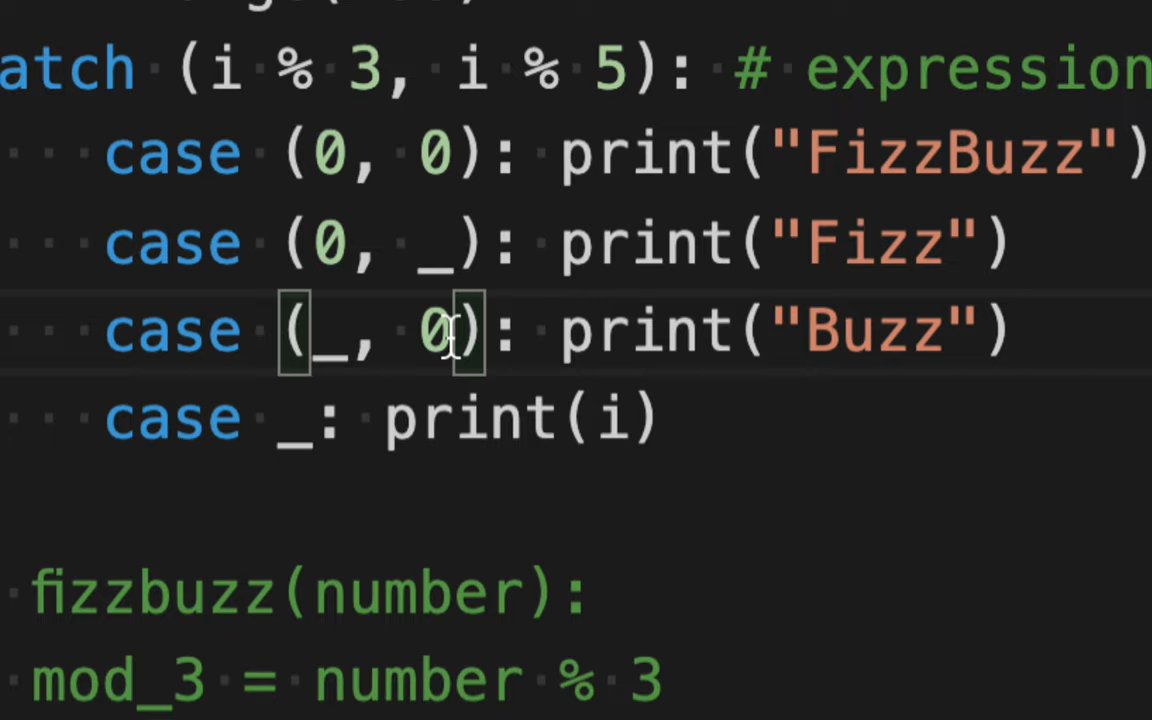 atch (i % 3, i % 5): # expression
case (0, 0): print("FizzBuzz")
case (0, _): print("Fizz")
case (_, 0): print("Buzz")
case _: print(i)
fizzbuzz(number):
mod_3 = number % 3